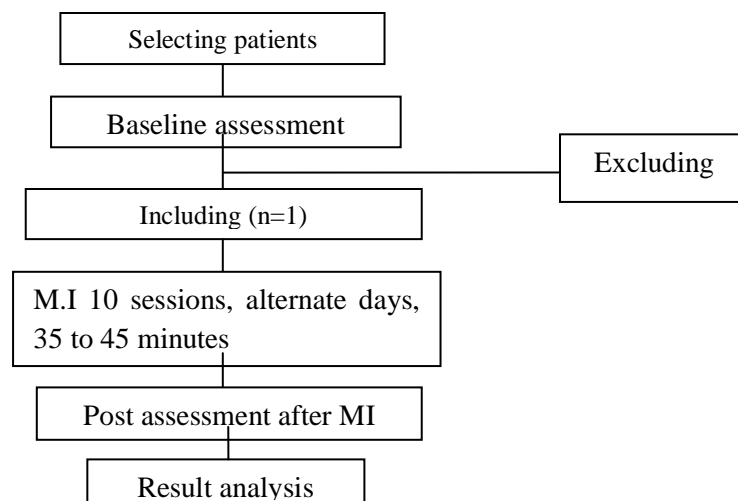 Selecting patients
Baseline assessment
Excluding
Including (n=1)
M.I 10 sessions, alternate days,
35 to 45 minutes
Post assessment after MI
Result analysis